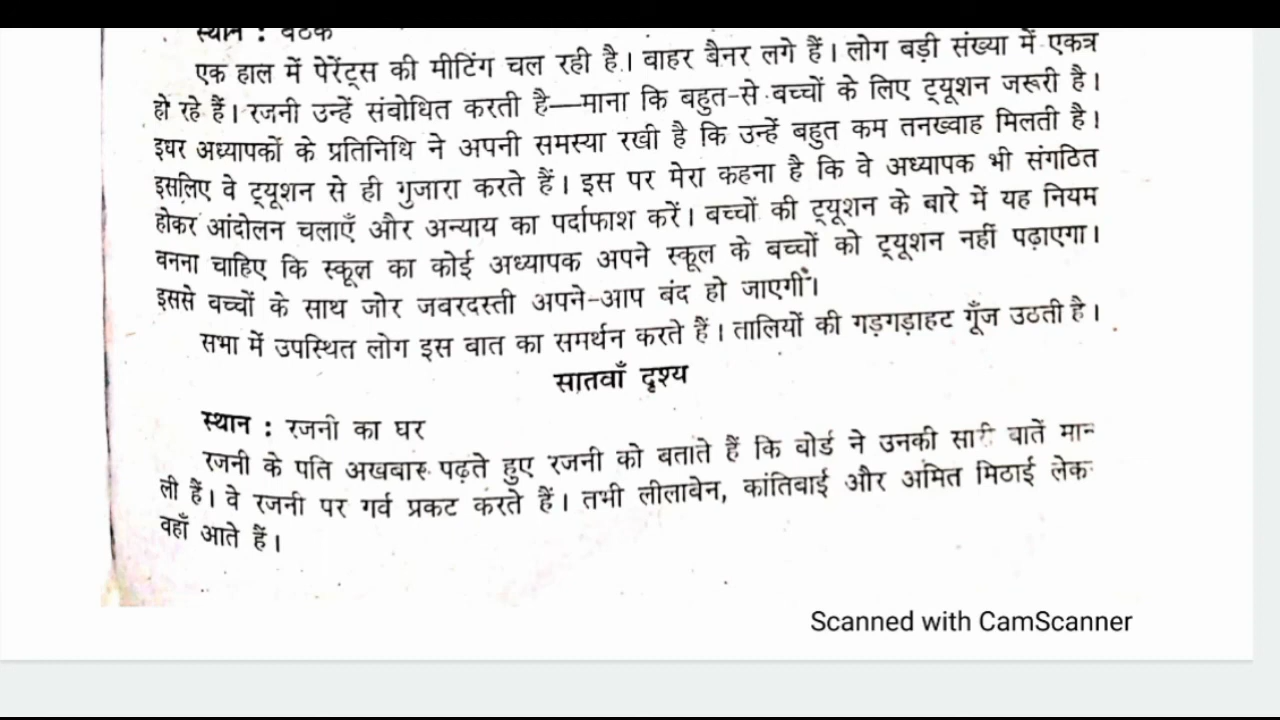 स्थान : बैठक
एक हाल में पेरेंट्स की मीटिंग चल रही है। वाहर बैनर लगे हैं। लोग बड़ी संख्या में एकत्र
हो रहे हैं। रजनी उन्हें संवोधित करती है—माना कि बहुत-से बच्चों के लिए ट्यूशन जरूरी है।
इधर अध्यापकों के प्रतिनिधि ने अपनी समस्या रखी है कि उन्हें बहुत कम तनख्वाह मिलती है।
इसलिए वे ट्यूशन से ही गुजारा करते हैं। इस पर मेरा कहना है कि वे अध्यापक भी संगठित
होकर आंदोलन चलाएँ और अन्याय का पर्दाफाश करें। बच्चों की ट्यूशन के बारे में यह नियम
बनना चाहिए कि स्कूल का कोई अध्यापक अपने स्कूल के बच्चों को ट्यूशन नहीं पढ़ाएगा।
इससे बच्चों के साथ जोर जबरदस्ती अपने-आप बंद हो जाएगीँ।
सभा में उपस्थित लोग इस बात का समर्थन करते हैं। तालियों की गड़गड़ाहट गूँज उठती है।
सातवाँ दृश्य
स्थान : रजनी का घर
रजनी के पति अखबार पढ़ते हुए रजनी को बताते हैं कि बोर्ड ने उनकी सारी बातें मान
ली हैं। वे रजनी पर गर्व प्रकट करते हैं। तभी लीलाबेन, कांतिबाई और अमित मिठाई लेक
वहाँ आते हैं।
Scanned with CamScanner